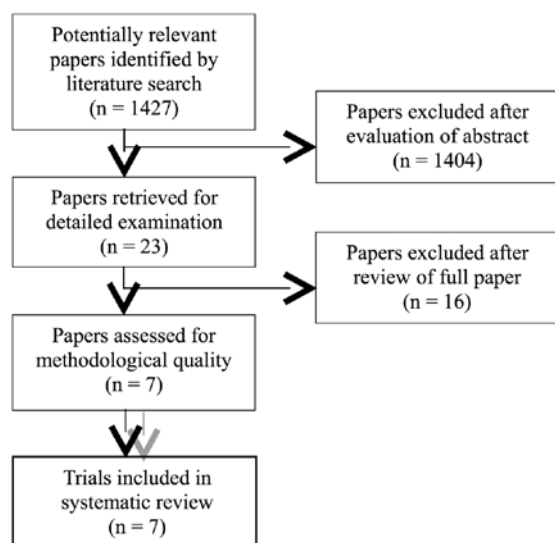 Potentially relevant
papers identified by
literature search
(n = 1427)
Papers excluded after
evaluation of abstract
(n = 1404)
Papers retrieved for
detailed examination
(n = 23)
Papers excluded after
review of full paper
(n = 16)
Papers assessed for
methodological quality
(n = 7)
Trials included in
systematic review
(n = 7)